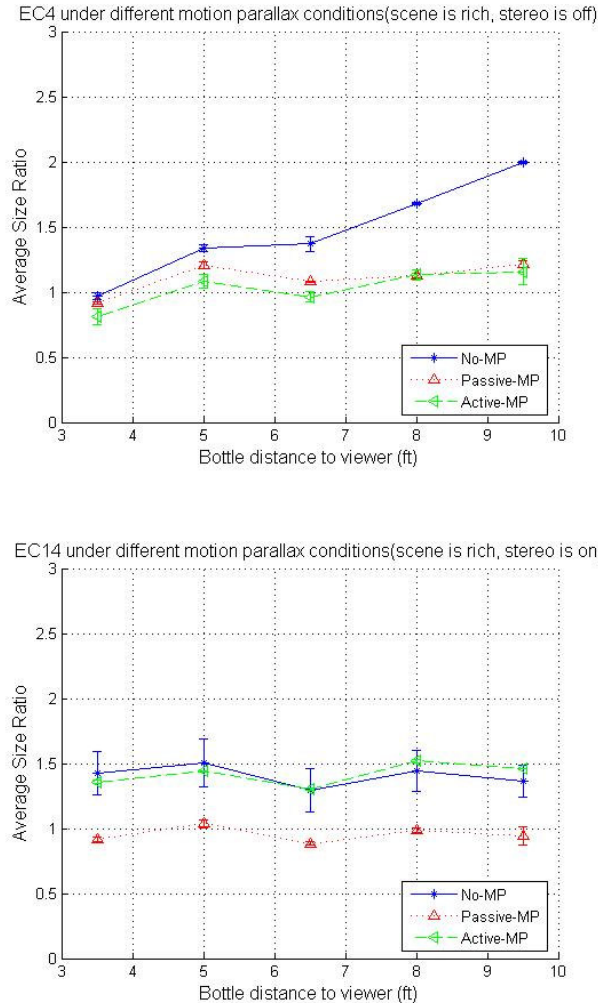 EC4 under different motion parallax conditions(scene is rich, stereo is off)
3
2.5
2
1.5
1
0.5
0
Average Size Ratio
No-MP
Passive-MP
Active-MP
3 4 5 6 7 8 9 10
Bottle distance to viewer (ft)
EC14 under different motion parallax conditions(scene is rich, stereo is on
3
2.5
2
1.5
1
0.5
0
Average Size Ratio
No-MP
Passive-MP
Active-MP
3 4 5 6 7 8 9 10
Bottle distance to viewer (ft)